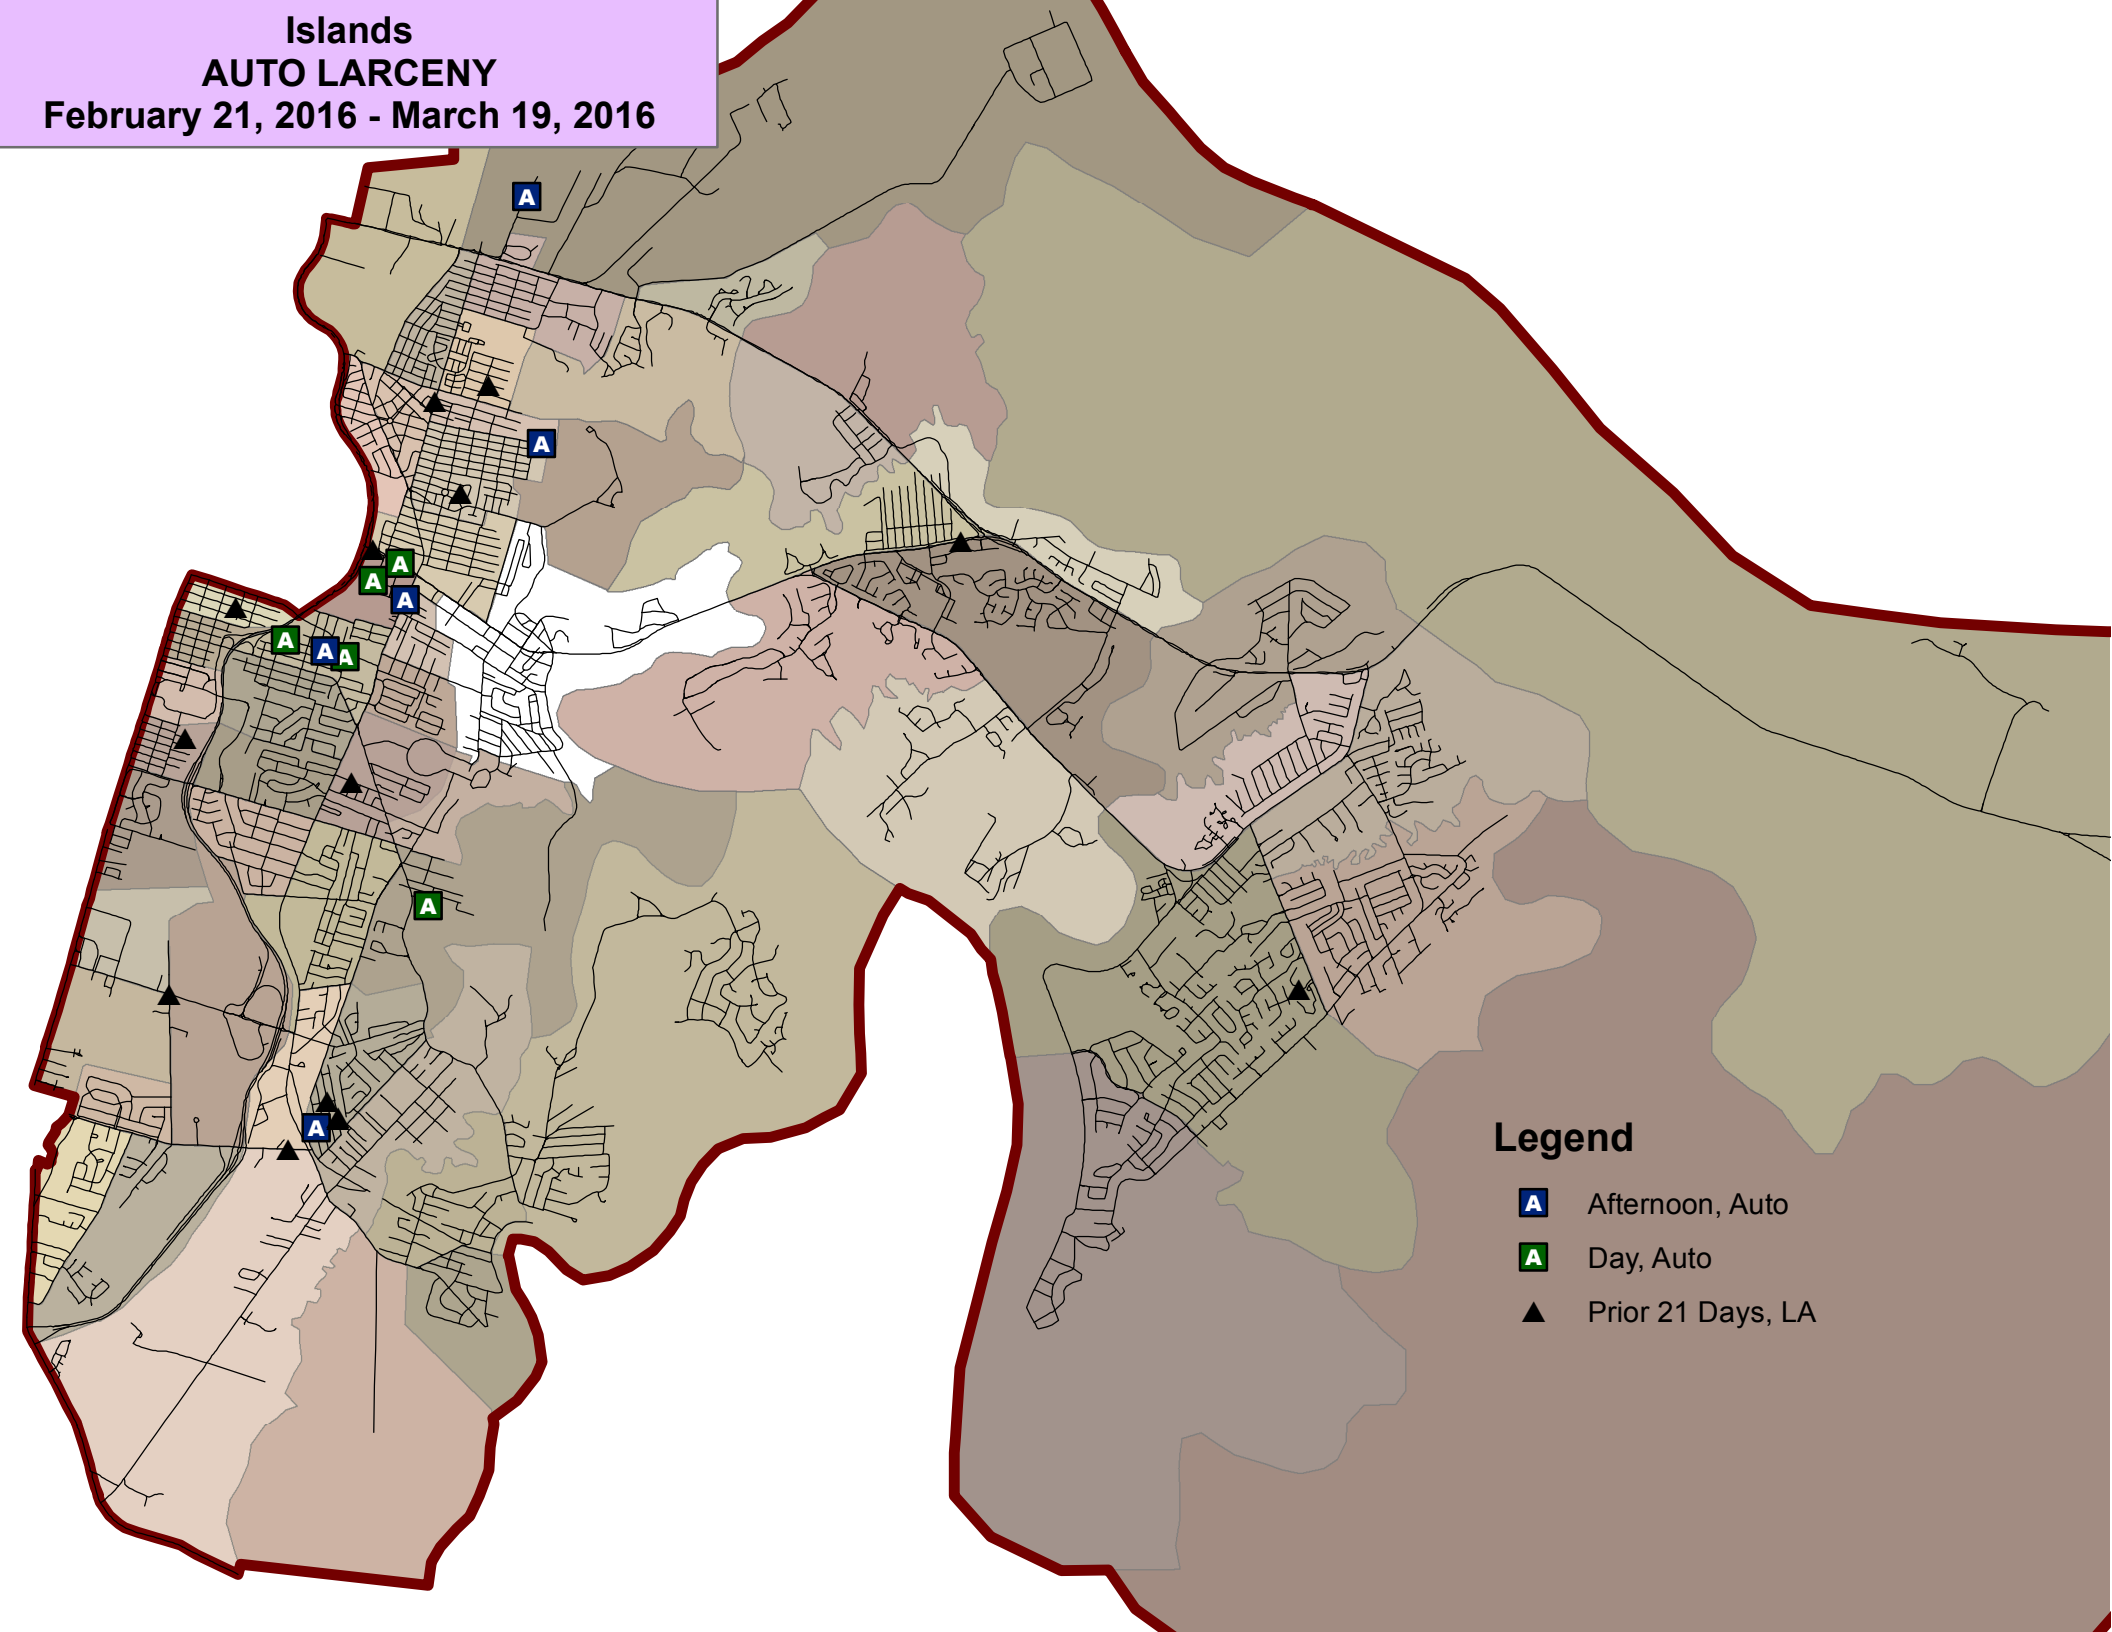 Islands
AUTO LARCENY
February 21, 2016 - March 19, 2016
A
A
A
A
A
A
A
A
A
A
A
Legend
A Afternoon, Auto
A Day, Auto
Prior 21 Days, LA